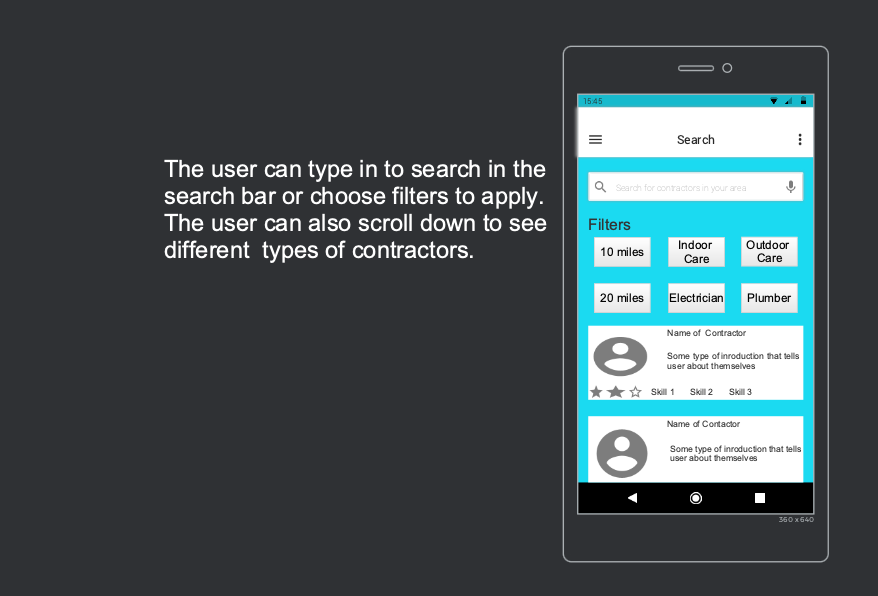 The user can type in to search in the
search bar or choose filters to apply.
The user can also scroll down to see
different  types of contractors.
15:45
Search
Search for contractors in your area
Filters
10 miles
Indoor
Care
Outdoor
Care
20 miles
Electrician
Plumber
Name of  Contractor
Some type of inroduction that tells
user about themselves
Skill 1
Skill 2
Skill 3
Name of Contactor
Some type of inroduction that tells
user about themselves
360 x 640